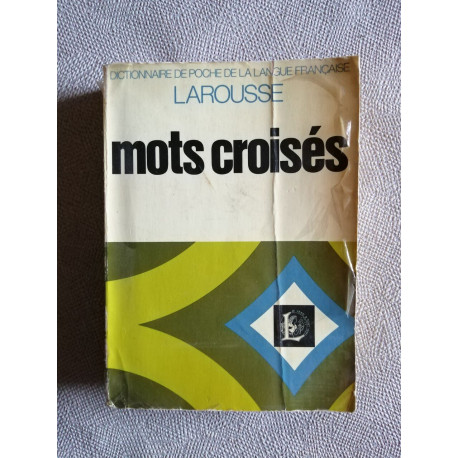 DICTIONNAIRE DE POCHE DE LA LANGUE FRANÇAISE
LAROUSSE
mots croisés
L